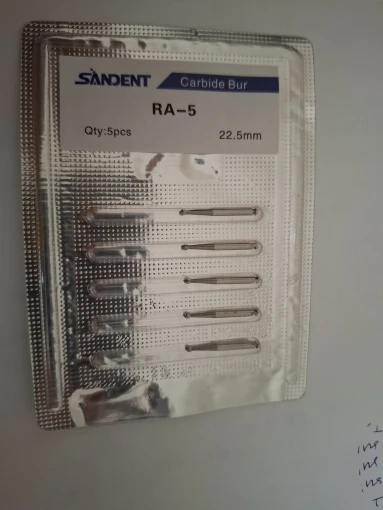 SANDENT Carbide Bur
RA-5
Qty:5pcs 22.5mm